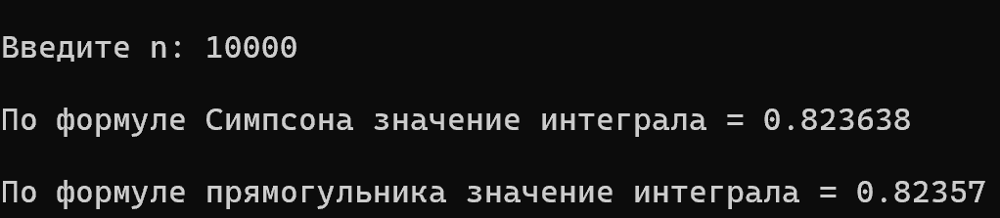 Введите n: 10000
По формуле Симпсона значение интеграла = 0.823638
По формуле прямогульника значение интеграла = 0.82357